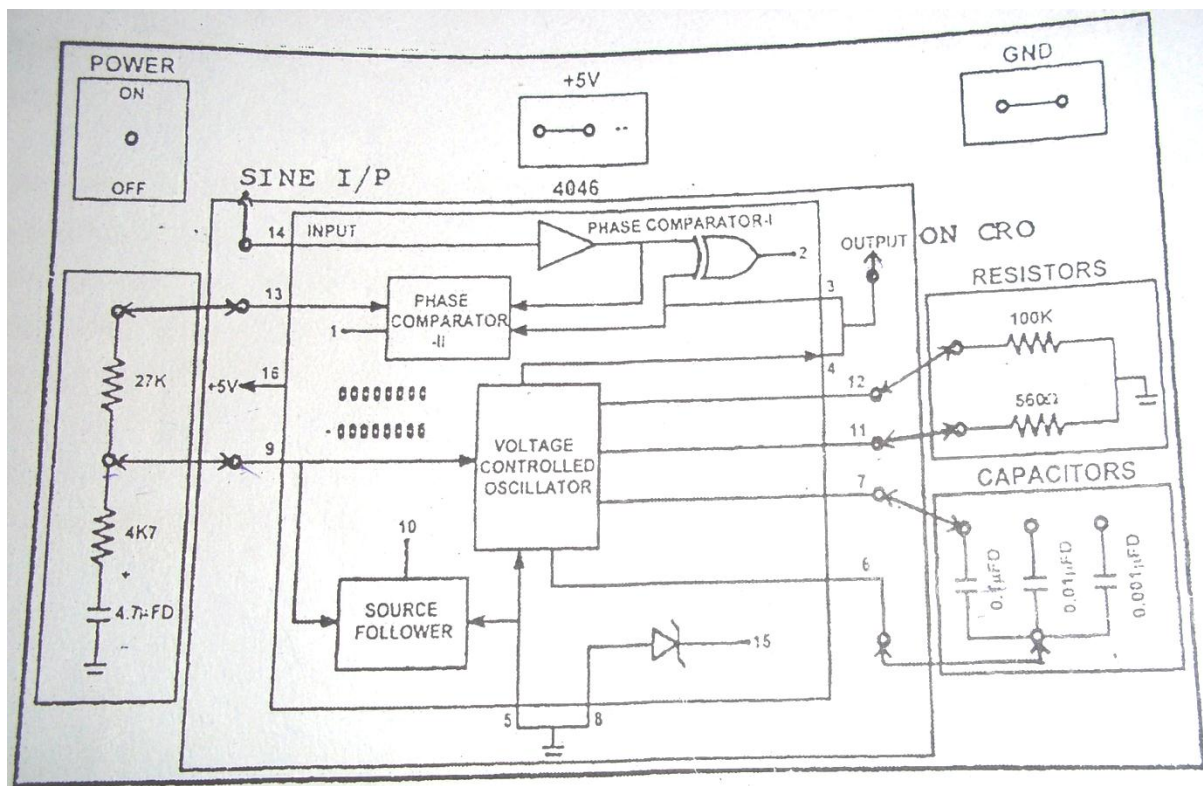 POWER
ON
OFF
+5V
GND
SINE I/P
4046
14 INPUT
PHASE COMPARATOR-I
2
OUTPUT
ON CRO
13
PHASE
COMPARATOR
-II
1
3
4
27K
+5V
16
9
VOLTAGE
CONTROLLED
OSCILLATOR
12
11
7
6
RESISTORS
100K
560Ω
CAPACITORS
0.1µFD
0.01µFD
0.001µFD
4K7
+
4.7µFD
-
10
SOURCE
FOLLOWER
15
5
8